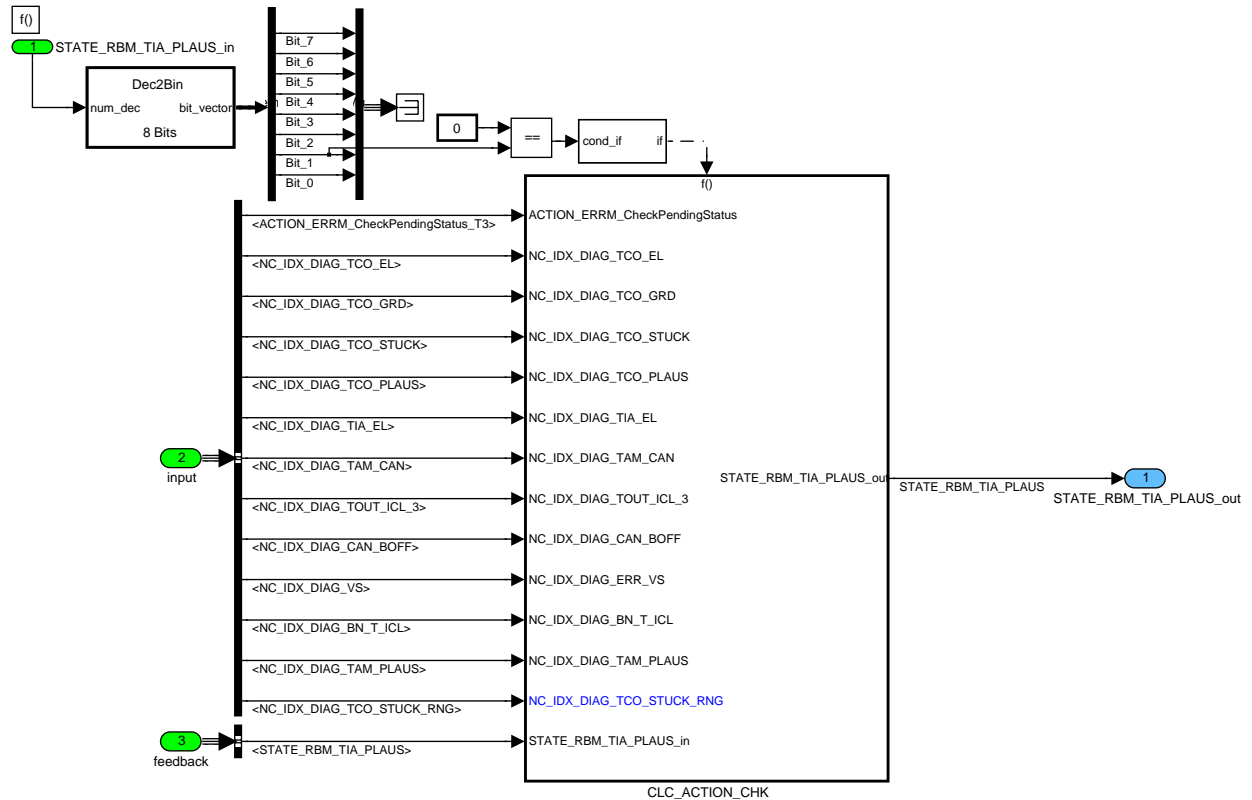 f()
1
STATE_RBM_TIA_PLAUS_in
Dec2Bin
num_dec
bit_vector
8 Bits
Bit_7
Bit_6
Bit_5
Bit_4
Bit_3
Bit_2
Bit_1
Bit_0
0
==
cond_if
if
f()
<ACTION_ERRM_CheckPendingStatus_T3>
ACTION_ERRM_CheckPendingStatus
<NC_IDX_DIAG_TCO_EL>
NC_IDX_DIAG_TCO_EL
<NC_IDX_DIAG_TCO_GRD>
NC_IDX_DIAG_TCO_GRD
<NC_IDX_DIAG_TCO_STUCK>
NC_IDX_DIAG_TCO_STUCK
<NC_IDX_DIAG_TCO_PLAUS>
NC_IDX_DIAG_TCO_PLAUS
<NC_IDX_DIAG_TIA_EL>
NC_IDX_DIAG_TIA_EL
2
input
<NC_IDX_DIAG_TAM_CAN>
NC_IDX_DIAG_TAM_CAN
<NC_IDX_DIAG_TOUT_ICL_3>
NC_IDX_DIAG_TOUT_ICL_3
<NC_IDX_DIAG_CAN_BOFF>
NC_IDX_DIAG_CAN_BOFF
<NC_IDX_DIAG_VS>
NC_IDX_DIAG_ERR_VS
<NC_IDX_DIAG_BN_T_ICL>
NC_IDX_DIAG_BN_T_ICL
<NC_IDX_DIAG_TAM_PLAUS>
NC_IDX_DIAG_TAM_PLAUS
<NC_IDX_DIAG_TCO_STUCK_RNG>
NC_IDX_DIAG_TCO_STUCK_RNG
3
feedback
<STATE_RBM_TIA_PLAUS>
STATE_RBM_TIA_PLAUS_in
STATE_RBM_TIA_PLAUS_out
STATE_RBM_TIA_PLAUS
1
STATE_RBM_TIA_PLAUS_out
CLC_ACTION_CHK